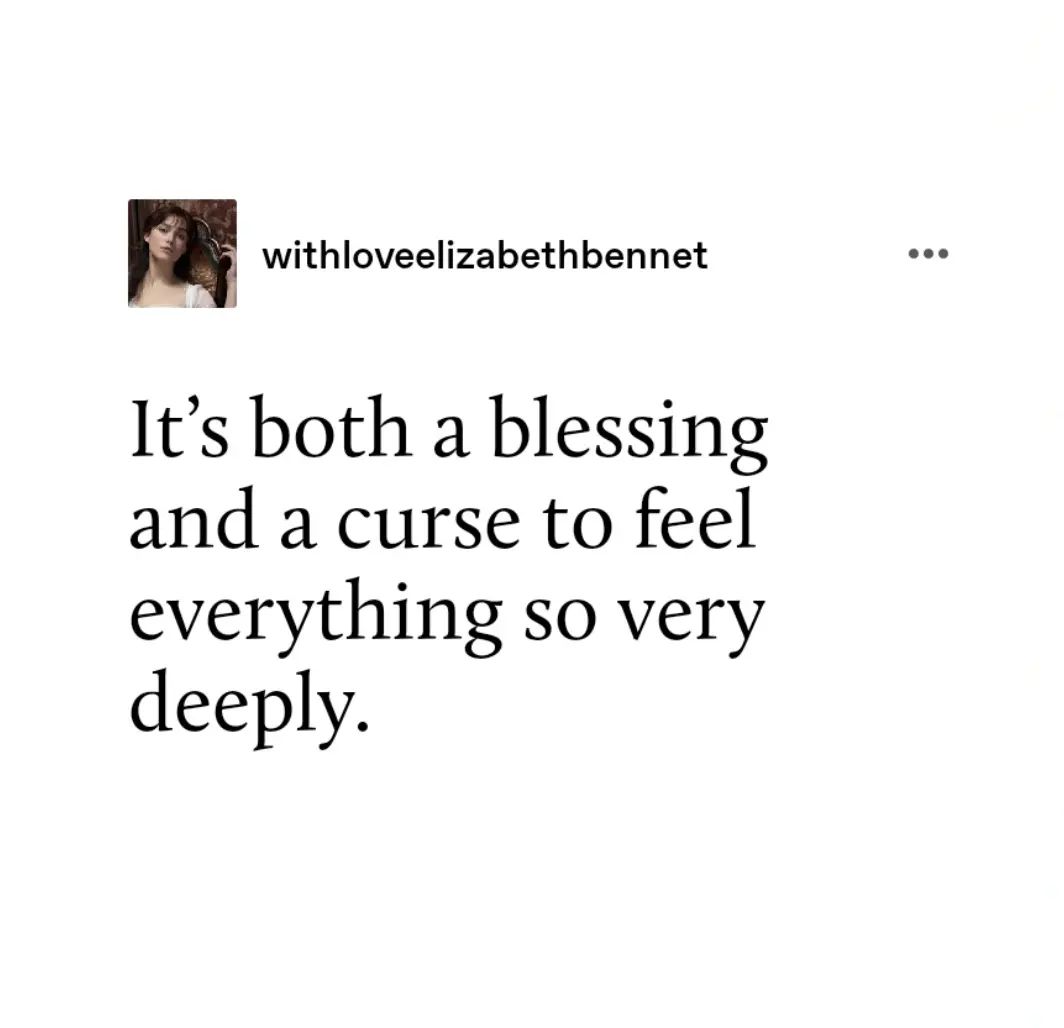 withloveelizabethbennet
It’s both a blessing
and a curse to feel
everything so very
deeply.